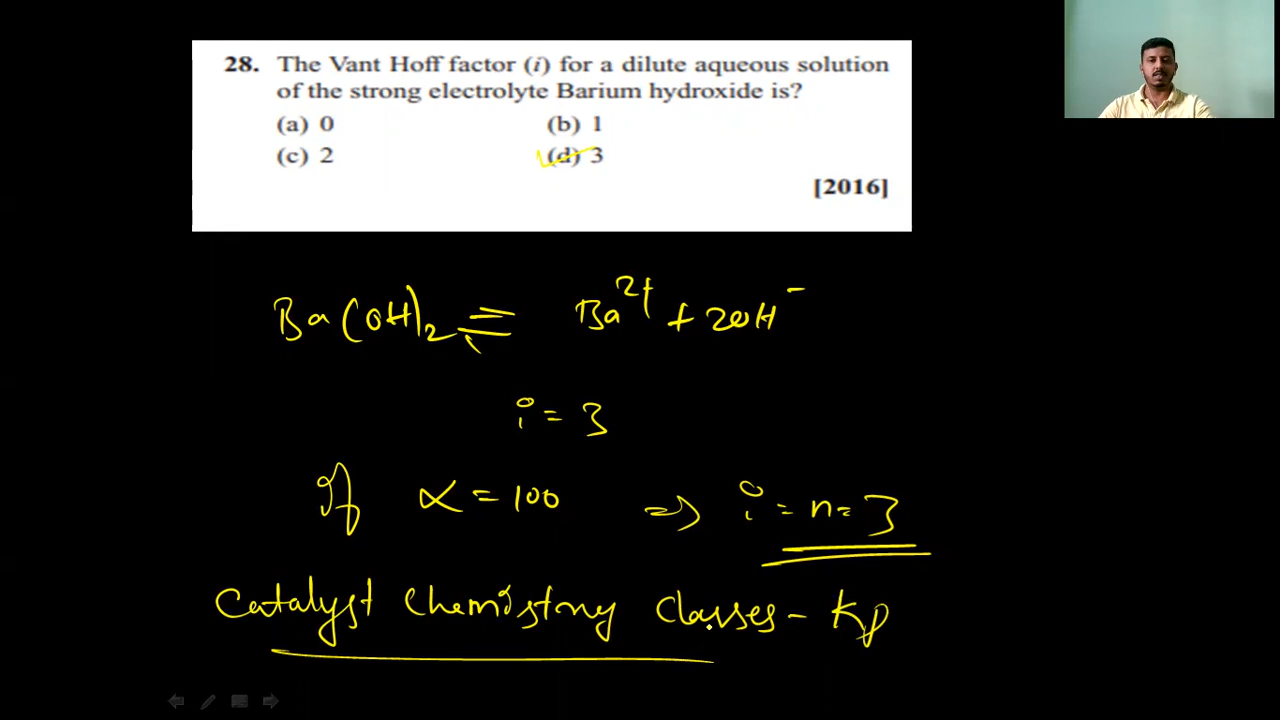 28. The Vant Hoff factor (i) for a dilute aqueous solution
of the strong electrolyte Barium hydroxide is?
(a) 0 (b) 1
(c) 2 (d) 3
[2016]
Ba(OH)₂ ⇌ Ba²⁺ + 2OH⁻
i = 3
If α = 100 ⇒ i = n = 3
Catalyst Chemistry Classes - Kp